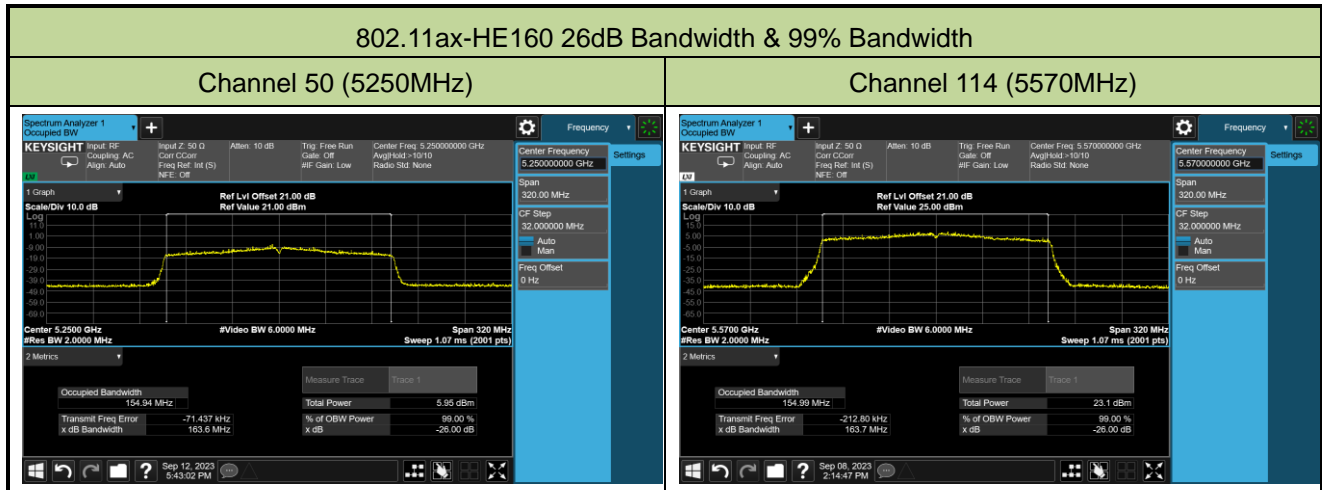 802.11ax-HE160 26dB Bandwidth & 99% Bandwidth
Channel 50 (5250MHz)
Channel 114 (5570MHz)
Spectrum Analyzer 1
Occupied BW
+
Frequency
KEYSIGHT
Input: RF
Coupling: AC
Align: Auto
Input Z: 50 Ω
Corr CCorr
Freq Ref: Int (S)
NFE: Off
Atten: 10 dB
Trig: Free Run
Gate: Off
#IF Gain: Low
Center Freq: 5.250000000 GHz
Avg|Hold:>10/10
Radio Std: None
LXI
Center Frequency
5.250000000 GHz
Settings
Span
320.00 MHz
CF Step
32.000000 MHz
Auto
Man
Freq Offset
0 Hz
1 Graph
Scale/Div 10.0 dB
Ref Lvl Offset 21.00 dB
Ref Value 21.00 dBm
Log
11.0
1.00
-9.00
-19.0
-29.0
-39.0
-49.0
-59.0
-69.0
Center 5.2500 GHz
#Video BW 6.0000 MHz
Span 320 MHz
#Res BW 2.0000 MHz
Sweep 1.07 ms (2001 pts)
2 Metrics
Measure Trace Trace 1
Occupied Bandwidth
154.94 MHz
Total Power 5.95 dBm
Transmit Freq Error -71.437 kHz
% of OBW Power 99.00 %
x dB Bandwidth 163.6 MHz
x dB -26.00 dB
?
Sep 12, 2023
5:43:02 PM
Spectrum Analyzer 1
Occupied BW
+
Frequency
KEYSIGHT
Input: RF
Coupling: AC
Align: Auto
Input Z: 50 Ω
Corr CCorr
Freq Ref: Int (S)
NFE: Off
Atten: 10 dB
Trig: Free Run
Gate: Off
#IF Gain: Low
Center Freq: 5.570000000 GHz
Avg|Hold:>10/10
Radio Std: None
LXI
Center Frequency
5.570000000 GHz
Settings
Span
320.00 MHz
CF Step
32.000000 MHz
Auto
Man
Freq Offset
0 Hz
1 Graph
Scale/Div 10.0 dB
Ref Lvl Offset 21.00 dB
Ref Value 25.00 dBm
Log
15.0
5.00
-5.00
-15.0
-25.0
-35.0
-45.0
-55.0
-65.0
Center 5.5700 GHz
#Video BW 6.0000 MHz
Span 320 MHz
#Res BW 2.0000 MHz
Sweep 1.07 ms (2001 pts)
2 Metrics
Measure Trace Trace 1
Occupied Bandwidth
154.99 MHz
Total Power 23.1 dBm
Transmit Freq Error -212.80 kHz
% of OBW Power 99.00 %
x dB Bandwidth 163.7 MHz
x dB -26.00 dB
?
Sep 08, 2023
2:14:47 PM